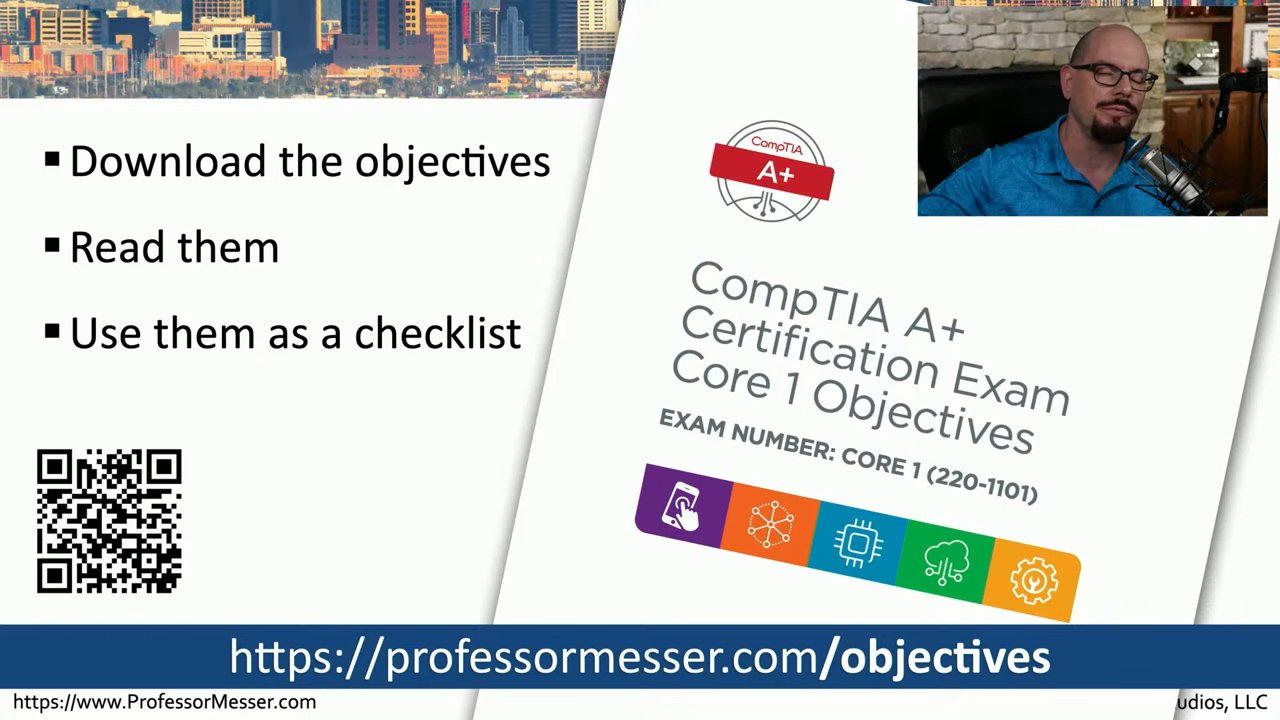 ▪ Download the objectives
▪ Read them
▪ Use them as a checklist
CompTIA
A+
CompTIA A+
Certification Exam
Core 1 Objectives
EXAM NUMBER: CORE 1 (220-1101)
https://professormesser.com/objectives
https://www.ProfessorMesser.com
udios, LLC